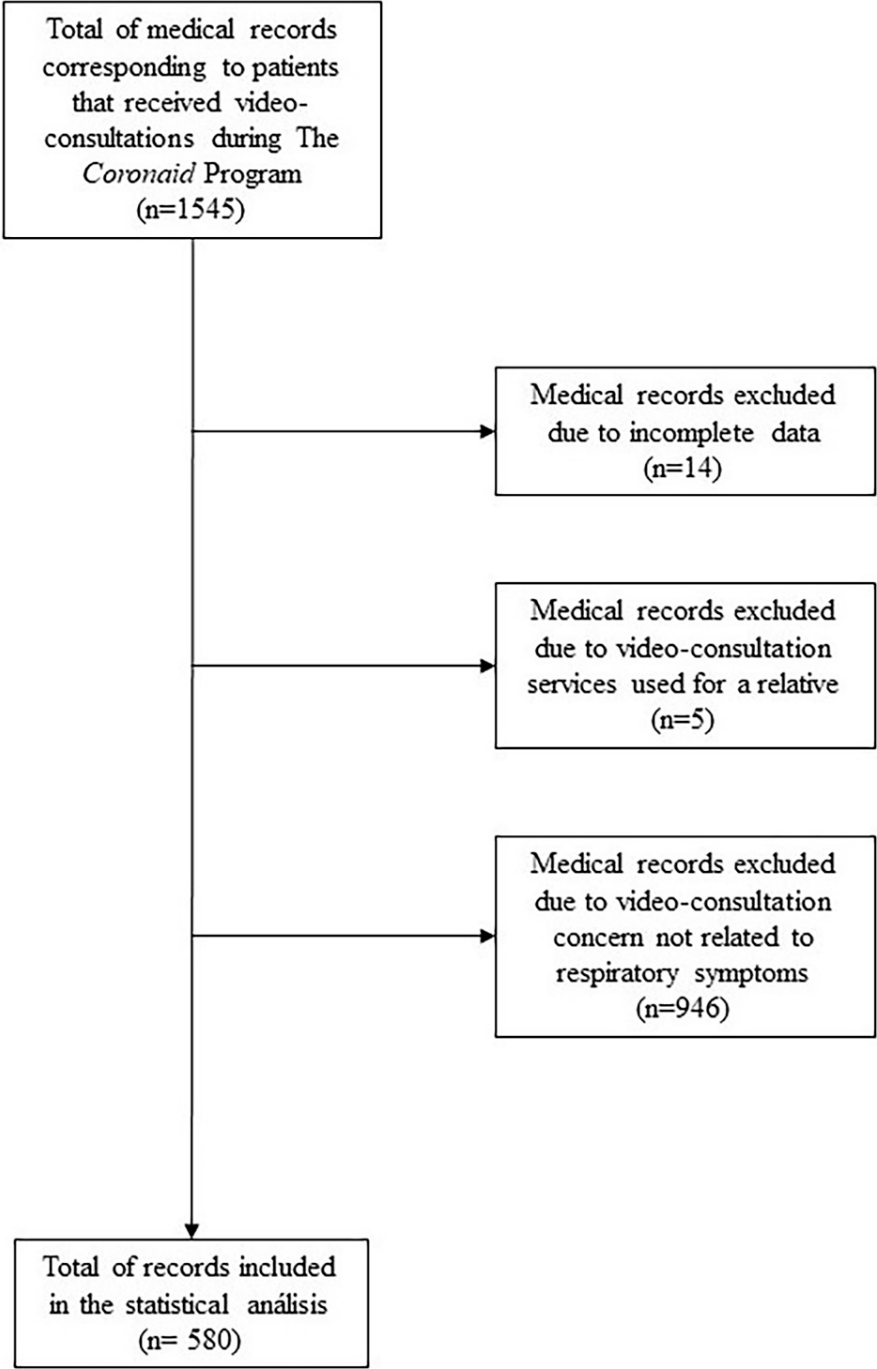 Total of medical records
corresponding to patients
that received video-
consultations during The
Coronaid Program
(n=1545)
Medical records excluded
due to incomplete data
(n=14)
Medical records excluded
due to video-consultation
services used for a relative
(n=5)
Medical records excluded
due to video-consultation
concern not related to
respiratory symptoms
(n=946)
Total of records included
in the statistical análisis
(n= 580)